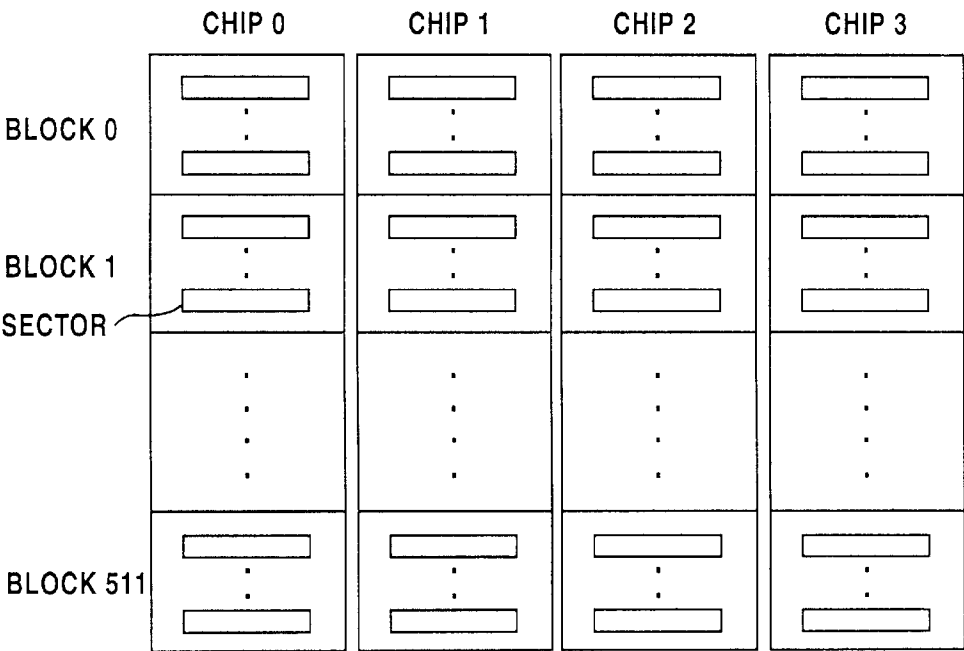 CHIP 0 CHIP 1 CHIP 2 CHIP 3
BLOCK 0
BLOCK 1
SECTOR
BLOCK 511